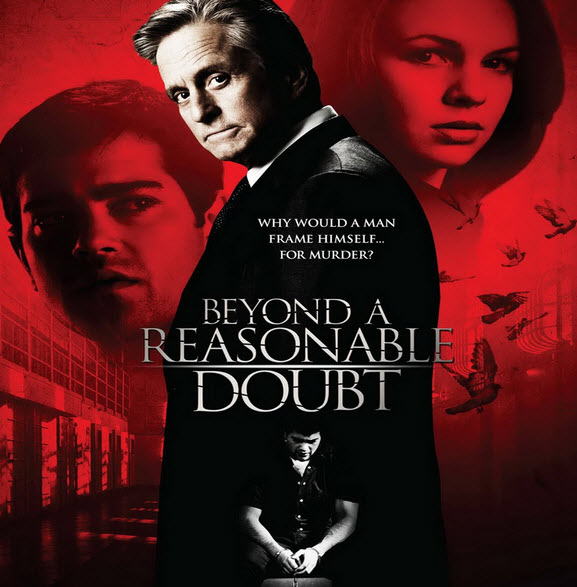 WHY WOULD A MAN
FRAME HIMSELF...
FOR MURDER?
BEYOND A
REASONABLE
DOUBT